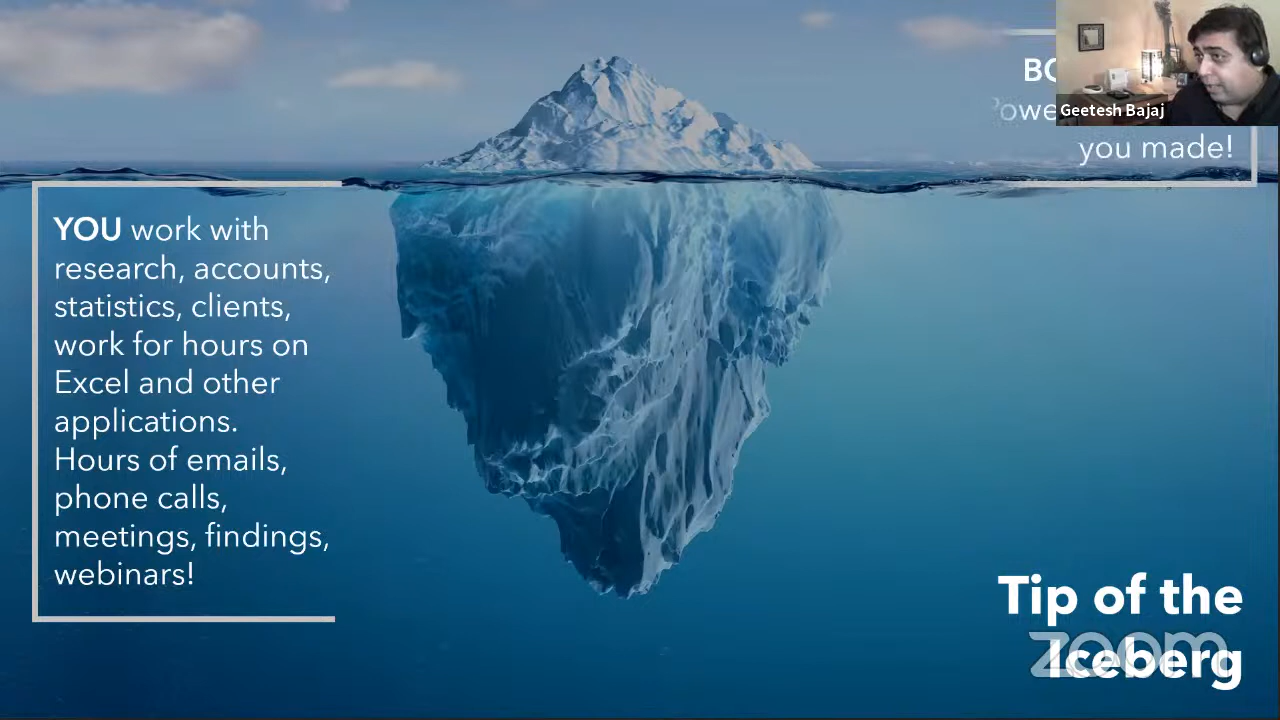 Geetesh Bajaj
you made!
YOU work with
research, accounts,
statistics, clients,
work for hours on
Excel and other
applications.
Hours of emails,
phone calls,
meetings, findings,
webinars!
Tip of the
Iceberg
zoom